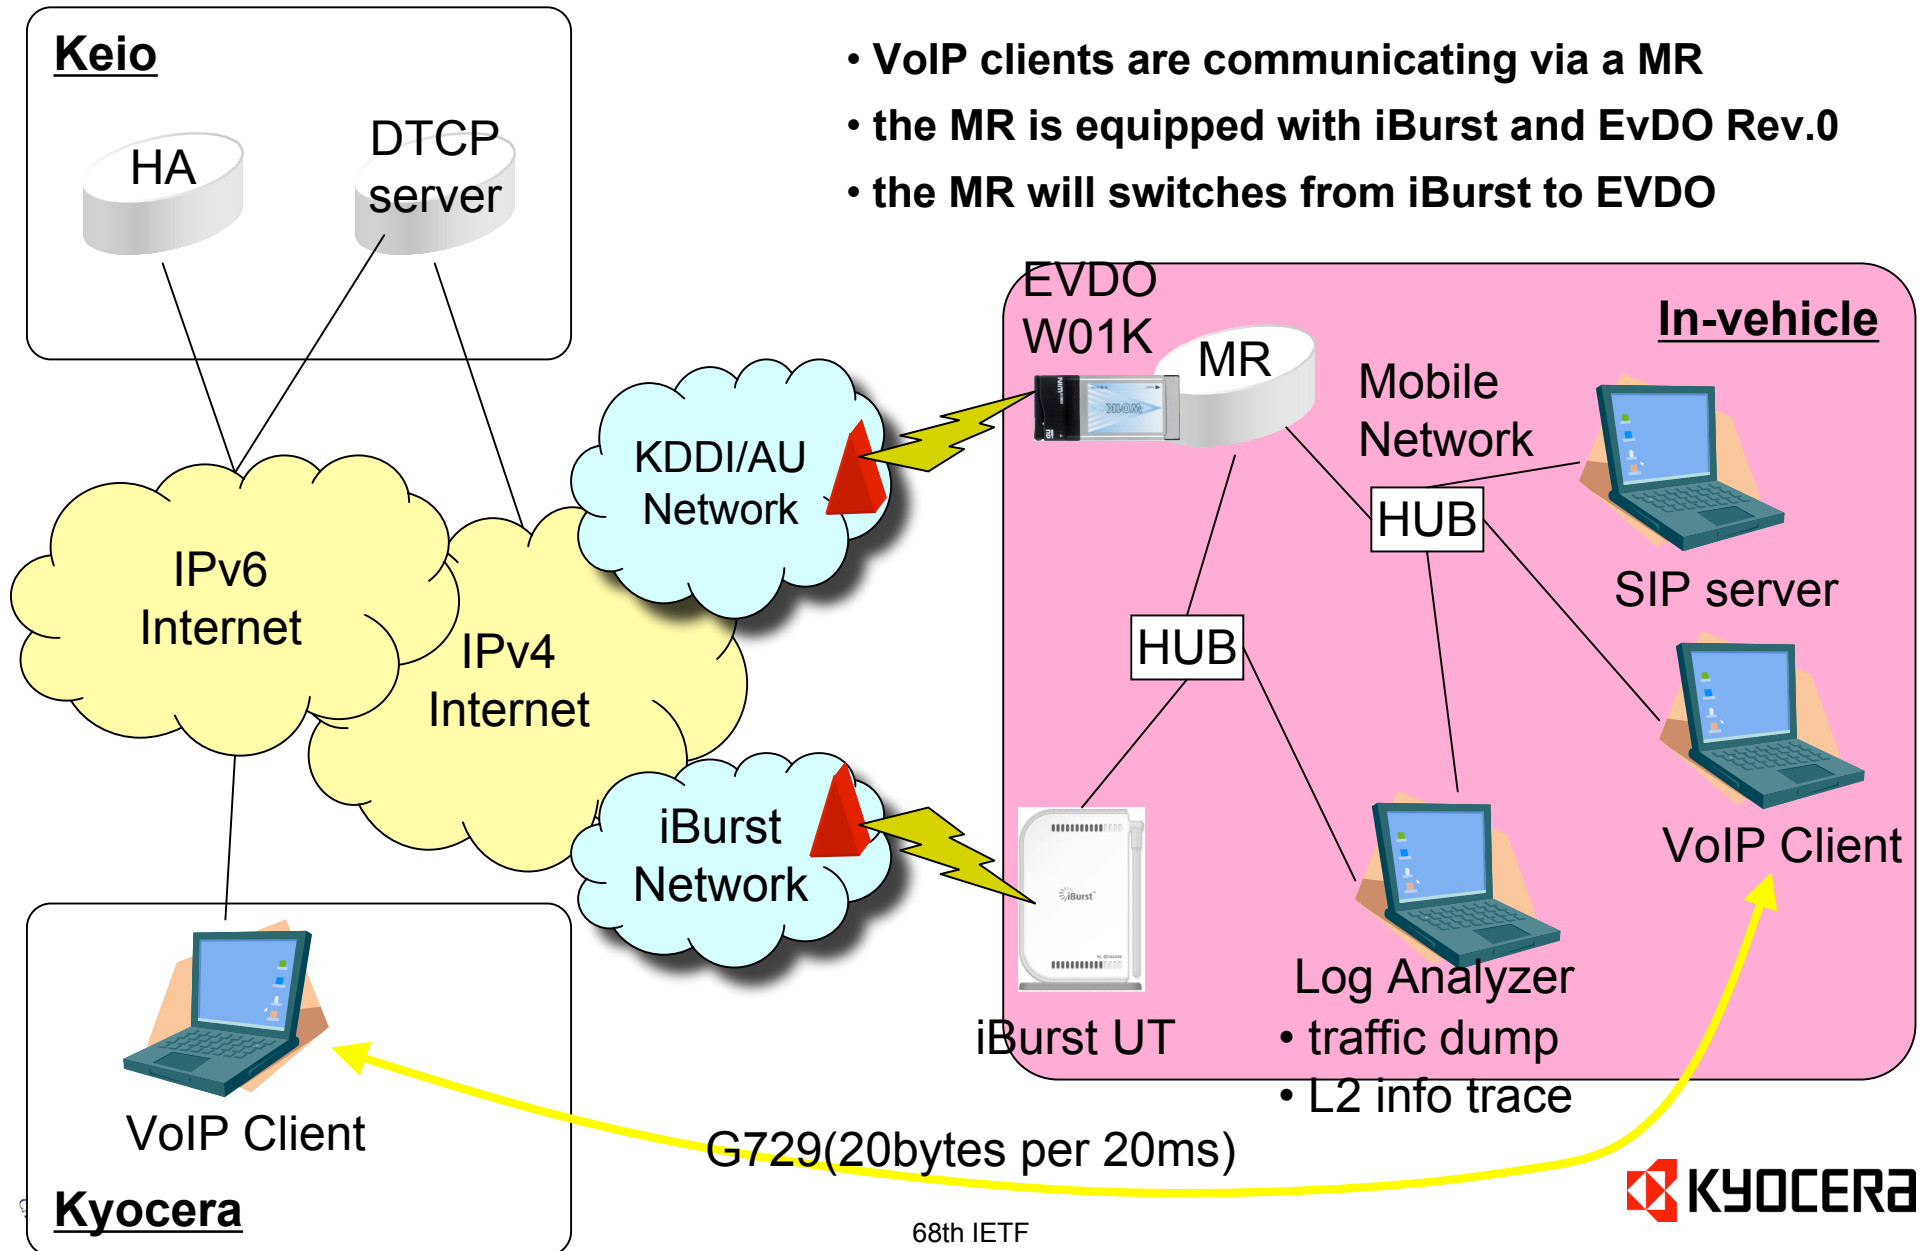 Keio
HA
DTCP
server
• VoIP clients are communicating via a MR
• the MR is equipped with iBurst and EvDO Rev.0
• the MR will switches from iBurst to EVDO
EVDO
W01K
MR
In-vehicle
Mobile
Network
HUB
SIP server
KDDI/AU
Network
IPv6
Internet
IPv4
Internet
HUB
iBurst
Network
iBurst
VoIP Client
iBurst UT
Log Analyzer
• traffic dump
• L2 info trace
VoIP Client
G729(20bytes per 20ms)
Kyocera
KYOCERA
68th IETF